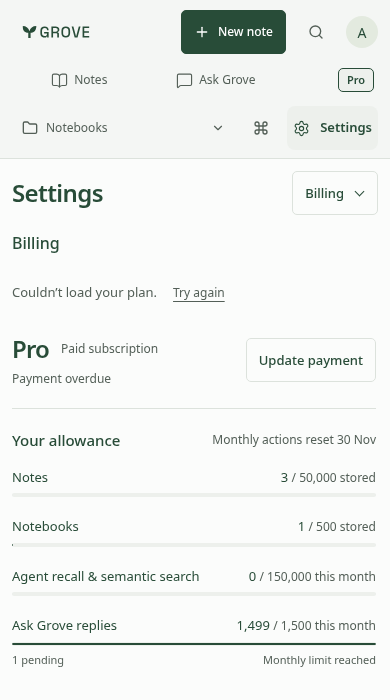 GROVE
New note
A
Notes
Ask Grove
Pro
Notebooks
Settings
Settings
Billing
Billing
Couldn’t load your plan. Try again
Pro Paid subscription
Payment overdue
Update payment
Your allowance Monthly actions reset 30 Nov
Notes 3 / 50,000 stored
Notebooks 1 / 500 stored
Agent recall & semantic search 0 / 150,000 this month
Ask Grove replies 1,499 / 1,500 this month
1 pending Monthly limit reached